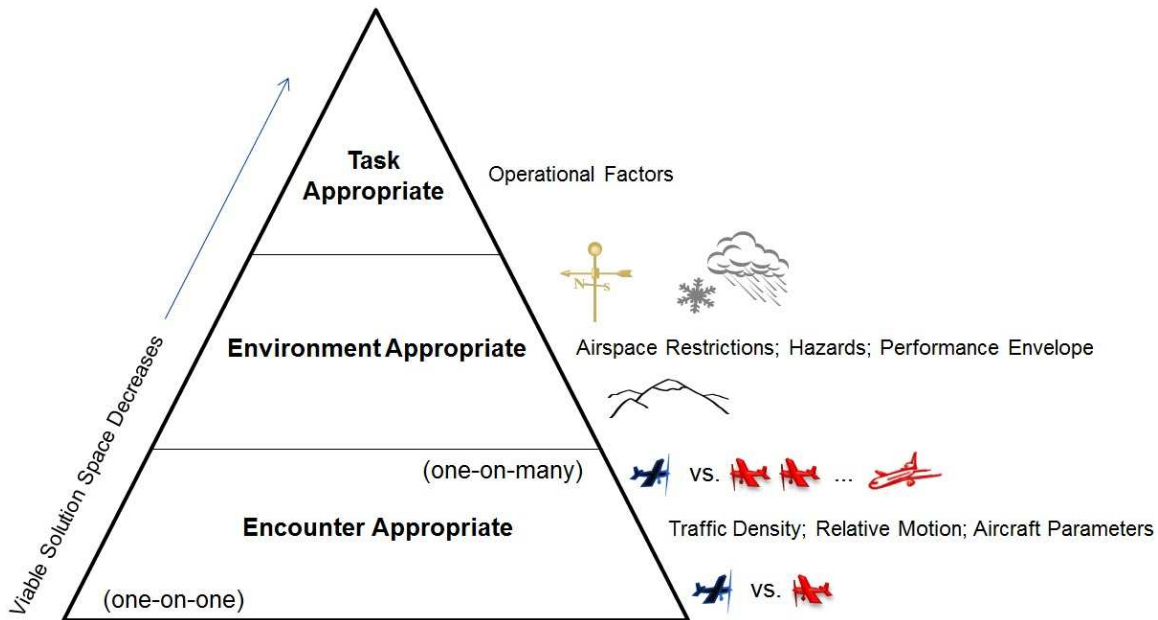 Task
Appropriate
Operational Factors
N S
Environment Appropriate
Airspace Restrictions; Hazards; Performance Envelope
Viable Solution Space Decreases
(one-on-many)
vs. ...
Encounter Appropriate
Traffic Density; Relative Motion; Aircraft Parameters
(one-on-one)
vs.